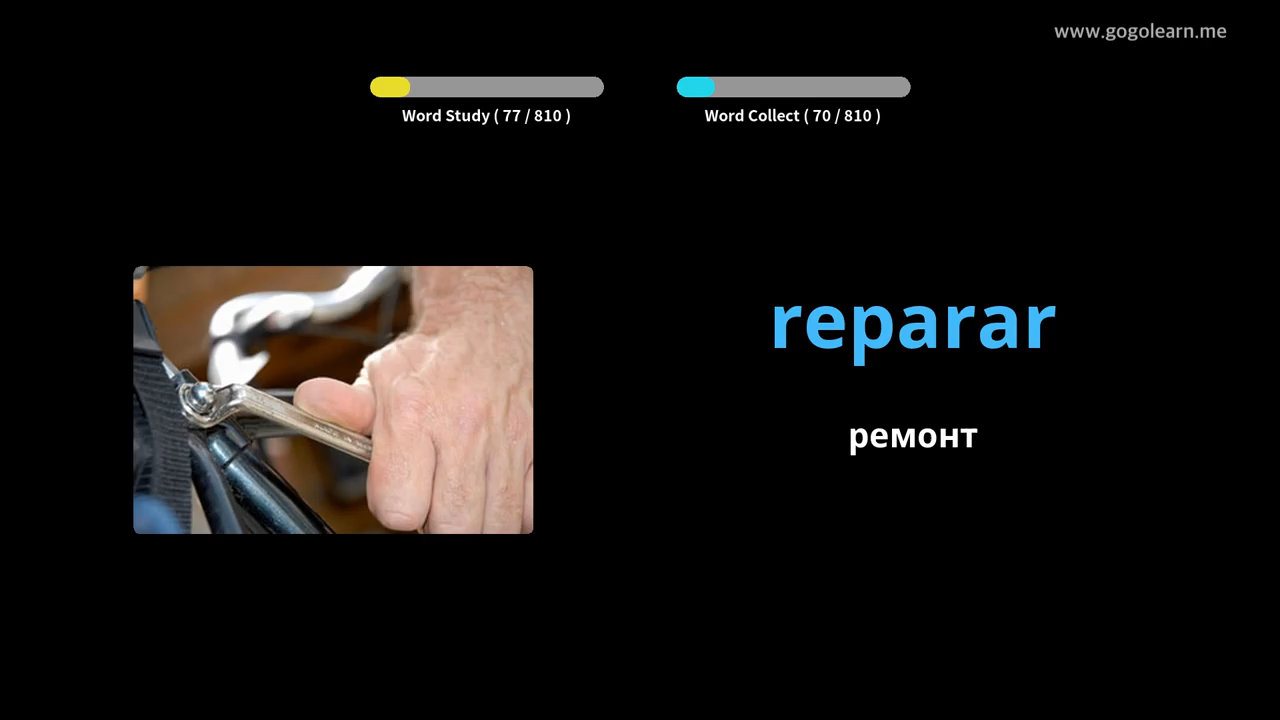 www.gogolearn.me
Word Study ( 77 / 810 )
Word Collect ( 70 / 810 )
reparar
ремонт